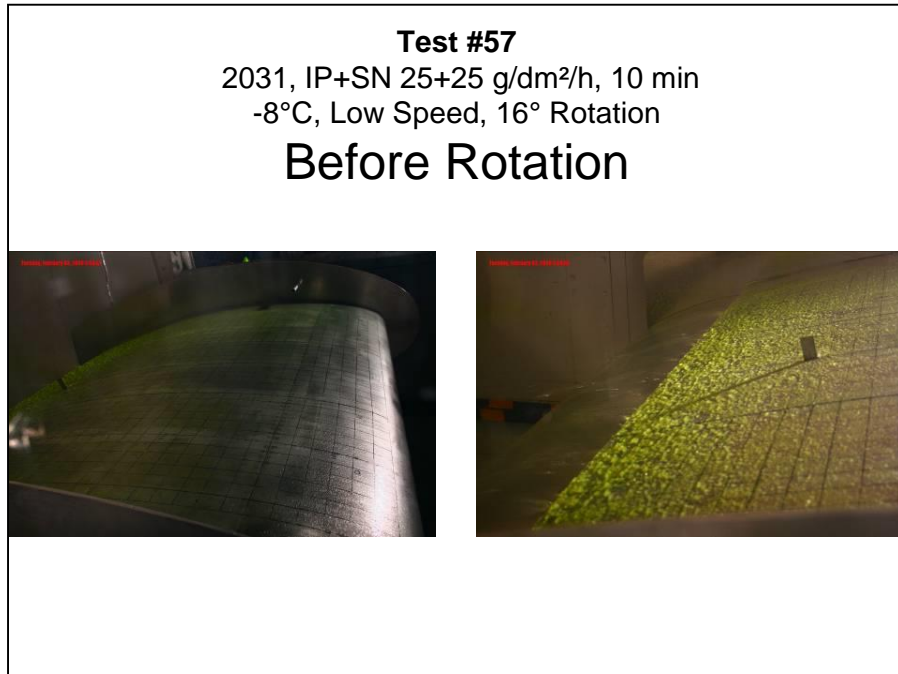 Test #57
2031, IP+SN 25+25 g/dm²/h, 10 min
-8°C, Low Speed, 16° Rotation
Before Rotation